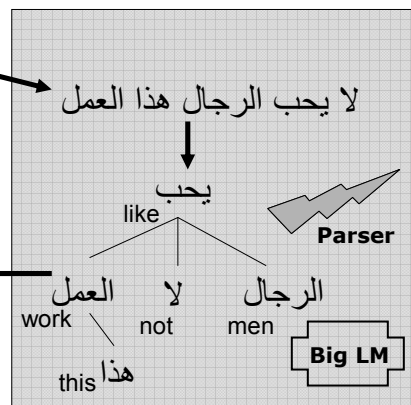 لا يحب الرجال هذا العمل
يحب
like
Parser
العمل لا الرجال
work not men
Big LM
هذا
this